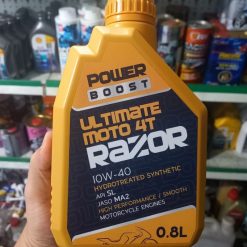 POWER
BOOST
ULTIMATE
MOTO 4T
RAZOR
10W-40
HYDROTREATED SYNTHETIC
API SL
JASO MA2
HIGH PERFORMANCE / SMOOTH
MOTORCYCLE ENGINES
0.8L